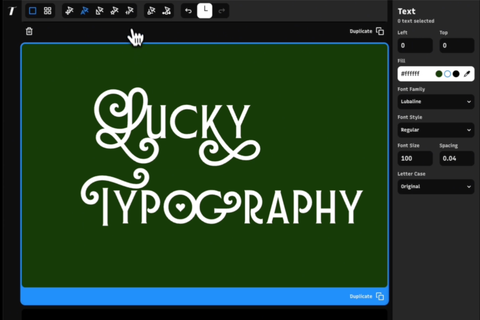 T
Text
0 text selected
Duplicate
Left
Top
0
0
Fill
#ffffff
Font Family
Lubaline
Font Style
Regular
Font Size
Spacing
100
0.04
Letter Case
Original
Lucky
Typography
Duplicate